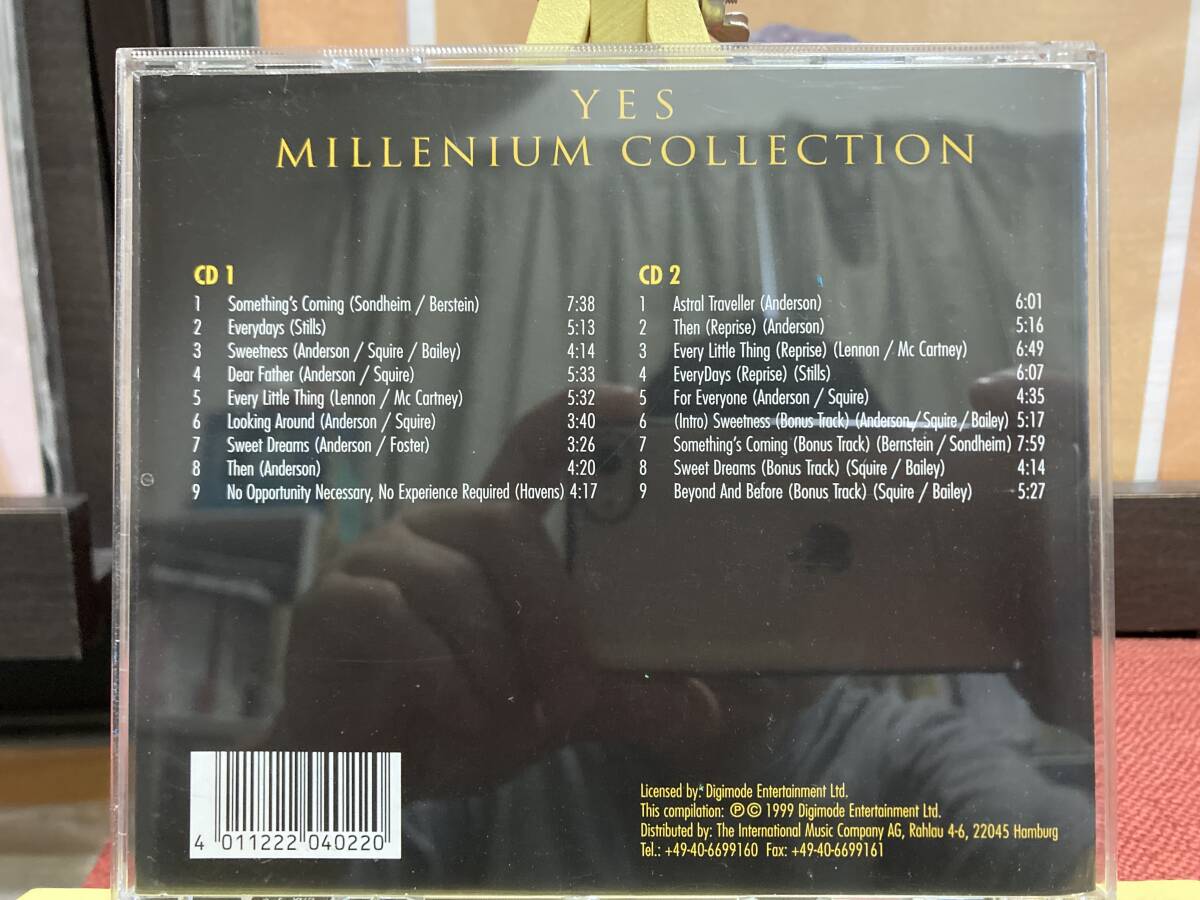 YES
MILLENIUM COLLECTION
CD 1
1 Something's Coming (Sondheim / Berstein) 7:38
2 Everydays (Stills) 5:13
3 Sweetness (Anderson / Squire / Bailey) 4:14
4 Dear Father (Anderson / Squire) 5:33
5 Every Little Thing (Lennon / Mc Cartney) 5:32
6 Looking Around (Anderson / Squire) 3:40
7 Sweet Dreams (Anderson / Foster) 3:26
8 Then (Anderson) 4:20
9 No Opportunity Necessary, No Experience Required (Havens) 4:17
CD 2
1 Astral Traveller (Anderson) 6:01
2 Then (Reprise) (Anderson) 5:16
3 Every Little Thing (Reprise) (Lennon / Mc Cartney) 6:49
4 EveryDays (Reprise) (Stills) 6:07
5 For Everyone (Anderson / Squire) 4:35
6 (Intro) Sweetness (Bonus Track) (Anderson / Squire / Bailey) 5:17
7 Something's Coming (Bonus Track) (Bernstein / Sondheim) 7:59
8 Sweet Dreams (Bonus Track) (Squire / Bailey) 4:14
9 Beyond And Before (Bonus Track) (Squire / Bailey) 5:27
4 011222 040220
Licensed by: Digimode Entertainment Ltd.
This compilation: ℗© 1999 Digimode Entertainment Ltd.
Distributed by: The International Music Company AG, Rahlau 4-6, 22045 Hamburg
Tel.: +49-40-6699160 Fax: +49-40-6699161